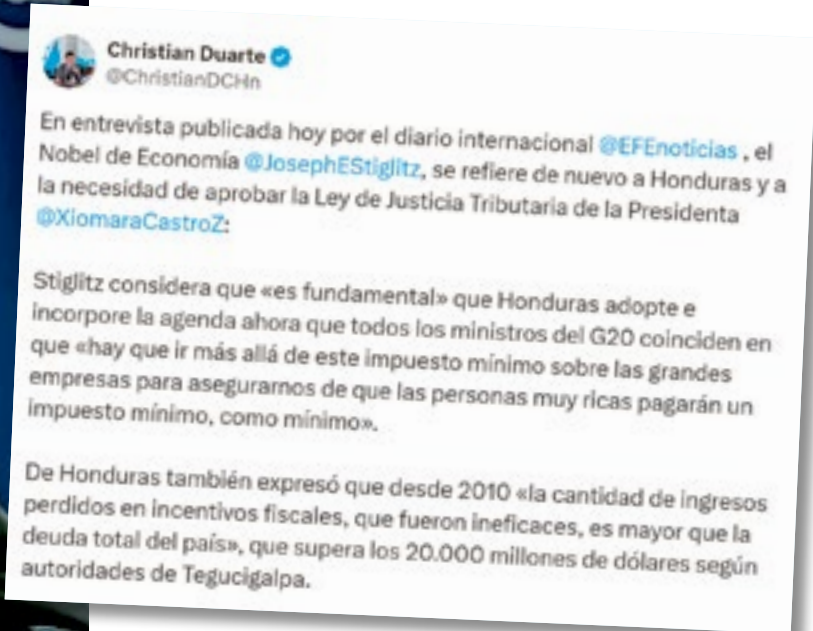 Christian Duarte
@ChristianDCHn
En entrevista publicada hoy por el diario internacional @EFEnoticias , el
Nobel de Economía @JosephEStiglitz, se refiere de nuevo a Honduras y a
la necesidad de aprobar la Ley de Justicia Tributaria de la Presidenta
@XiomaraCastroZ:
Stiglitz considera que «es fundamental» que Honduras adopte e
incorpore la agenda ahora que todos los ministros del G20 coinciden en
que «hay que ir más allá de este impuesto mínimo sobre las grandes
empresas para asegurarnos de que las personas muy ricas pagarán un
impuesto mínimo, como mínimo».
De Honduras también expresó que desde 2010 «la cantidad de ingresos
perdidos en incentivos fiscales, que fueron ineficaces, es mayor que la
deuda total del país», que supera los 20.000 millones de dólares según
autoridades de Tegucigalpa.